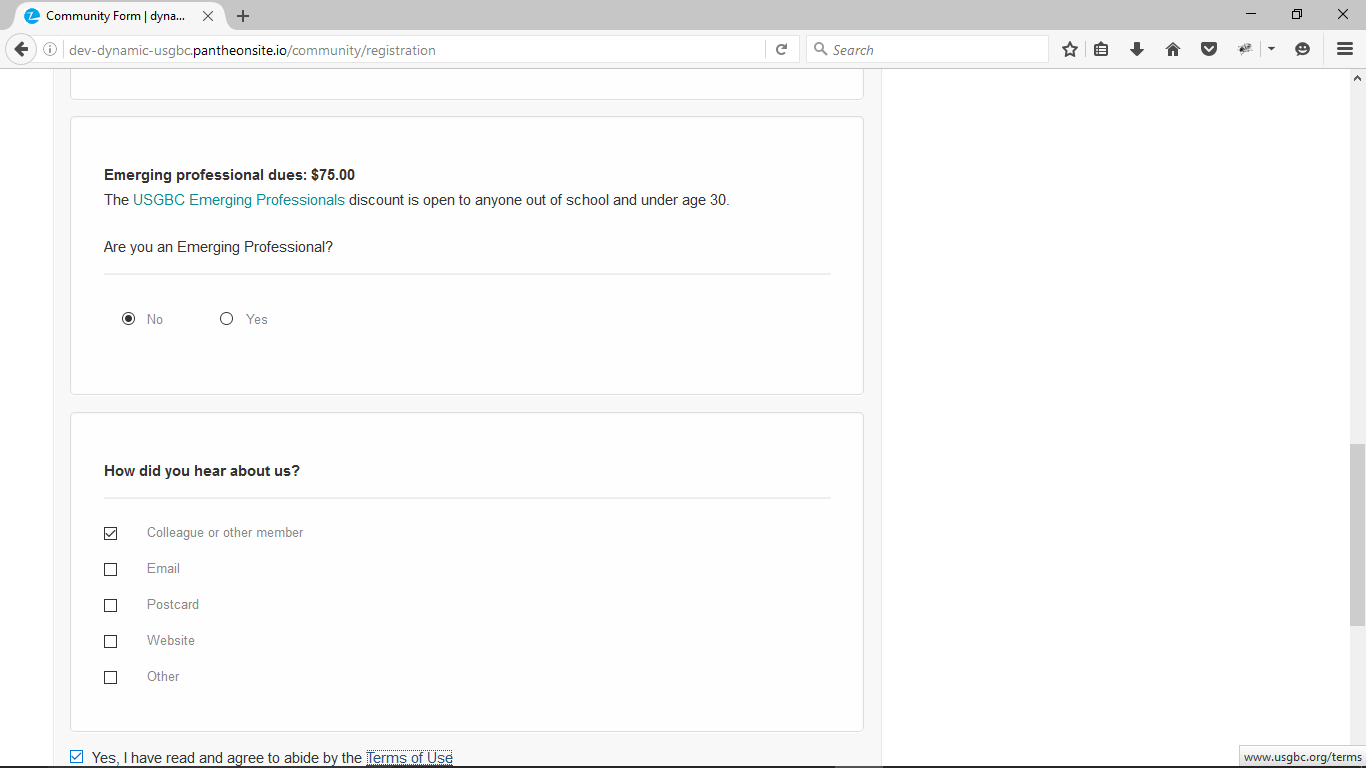 Community Form | dyna...
dev-dynamic-usgbc.pantheonsite.io/community/registration
Search
Emerging professional dues: $75.00
The USGBC Emerging Professionals discount is open to anyone out of school and under age 30.
Are you an Emerging Professional?
No
Yes
How did you hear about us?
Colleague or other member
Email
Postcard
Website
Other
Yes, I have read and agree to abide by the Terms of Use
www.usgbc.org/terms